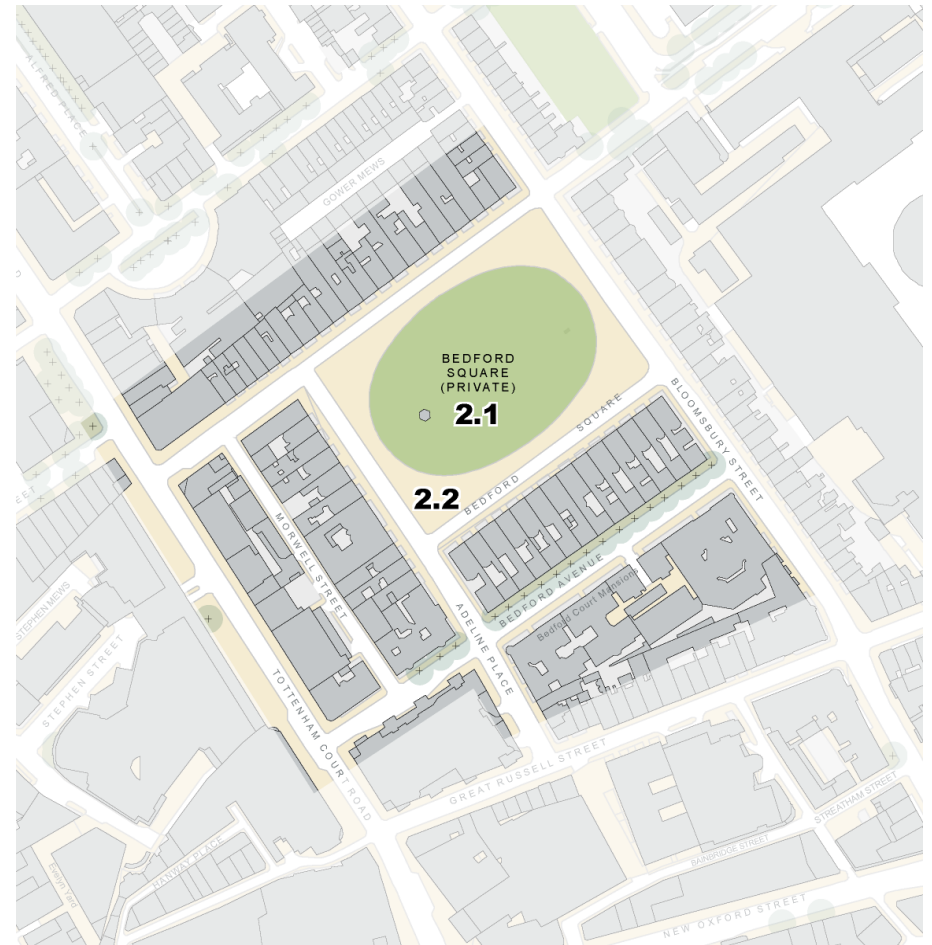 ALFRED PLACE
GOWER MEWS
BEDFORD
SQUARE
(PRIVATE)
2.1
2.2
BEDFORD SQUARE
BLOOMSBURY STREET
MORWELL STREET
BEDFORD AVENUE
Bedford Court Mansions
ADELINE PLACE
STEPHEN MEWS
STEPHEN STREET
TOTTENHAM COURT ROAD
GREAT RUSSELL STREET
HANWAY PLACE
Evelyn Yard
STREATHAM STREET
BAINBRIDGE STREET
NEW OXFORD STREET